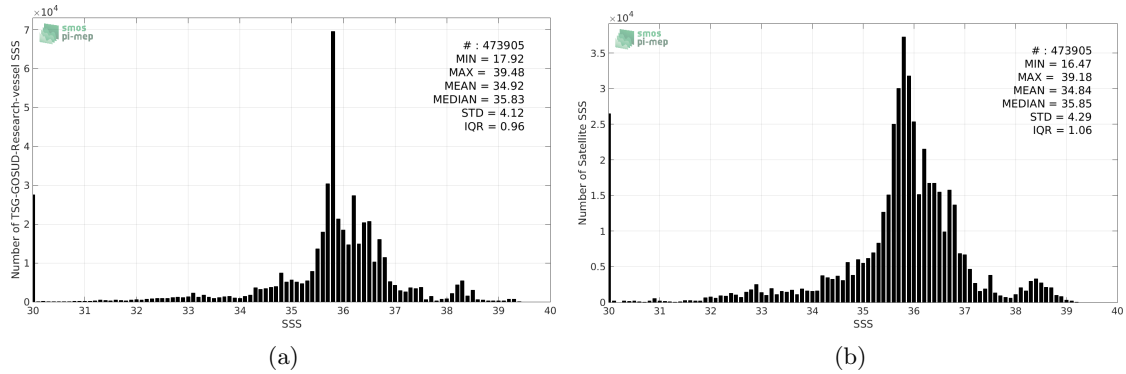 ×10⁴
smos
pi-mep
# : 473905
MIN = 17.92
MAX = 39.48
MEAN = 34.92
MEDIAN = 35.83
STD = 4.12
IQR = 0.96
Number of TSG-GOSUD-Research-vessel SSS
7
6
5
4
3
2
1
0
30 31 32 33 34 35 36 37 38 39 40
SSS
(a)
×10⁴
smos
pi-mep
# : 473905
MIN = 16.47
MAX = 39.18
MEAN = 34.84
MEDIAN = 35.85
STD = 4.29
IQR = 1.06
Number of Satellite SSS
3.5
3
2.5
2
1.5
1
0.5
0
30 31 32 33 34 35 36 37 38 39 40
SSS
(b)